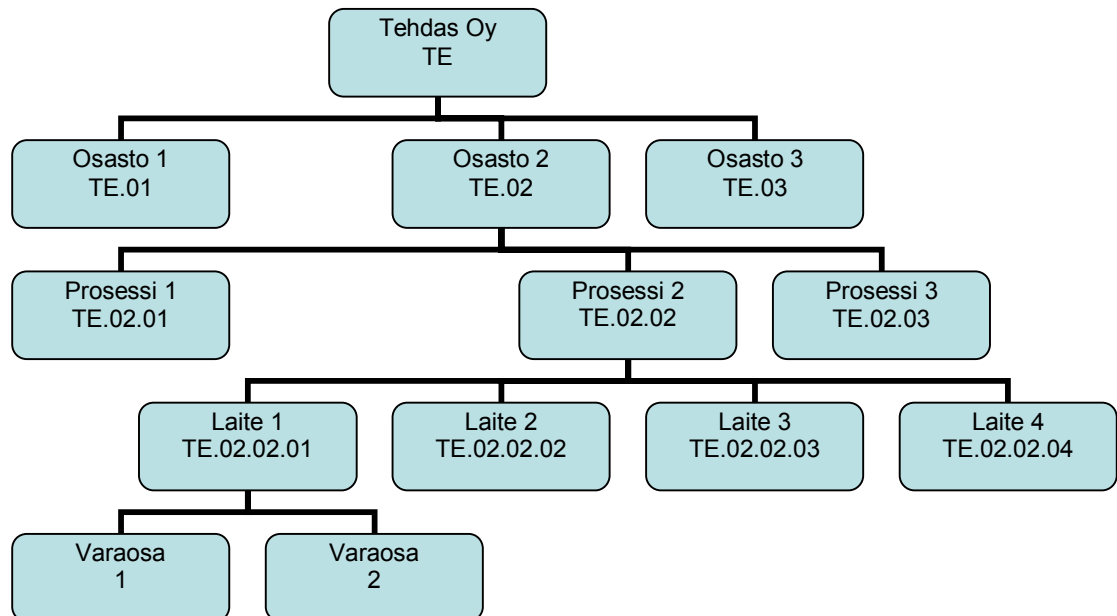 Tehdas Oy
TE
Osasto 1
TE.01
Osasto 2
TE.02
Osasto 3
TE.03
Prosessi 1
TE.02.01
Prosessi 2
TE.02.02
Prosessi 3
TE.02.03
Laite 1
TE.02.02.01
Laite 2
TE.02.02.02
Laite 3
TE.02.02.03
Laite 4
TE.02.02.04
Varaosa
1
Varaosa
2